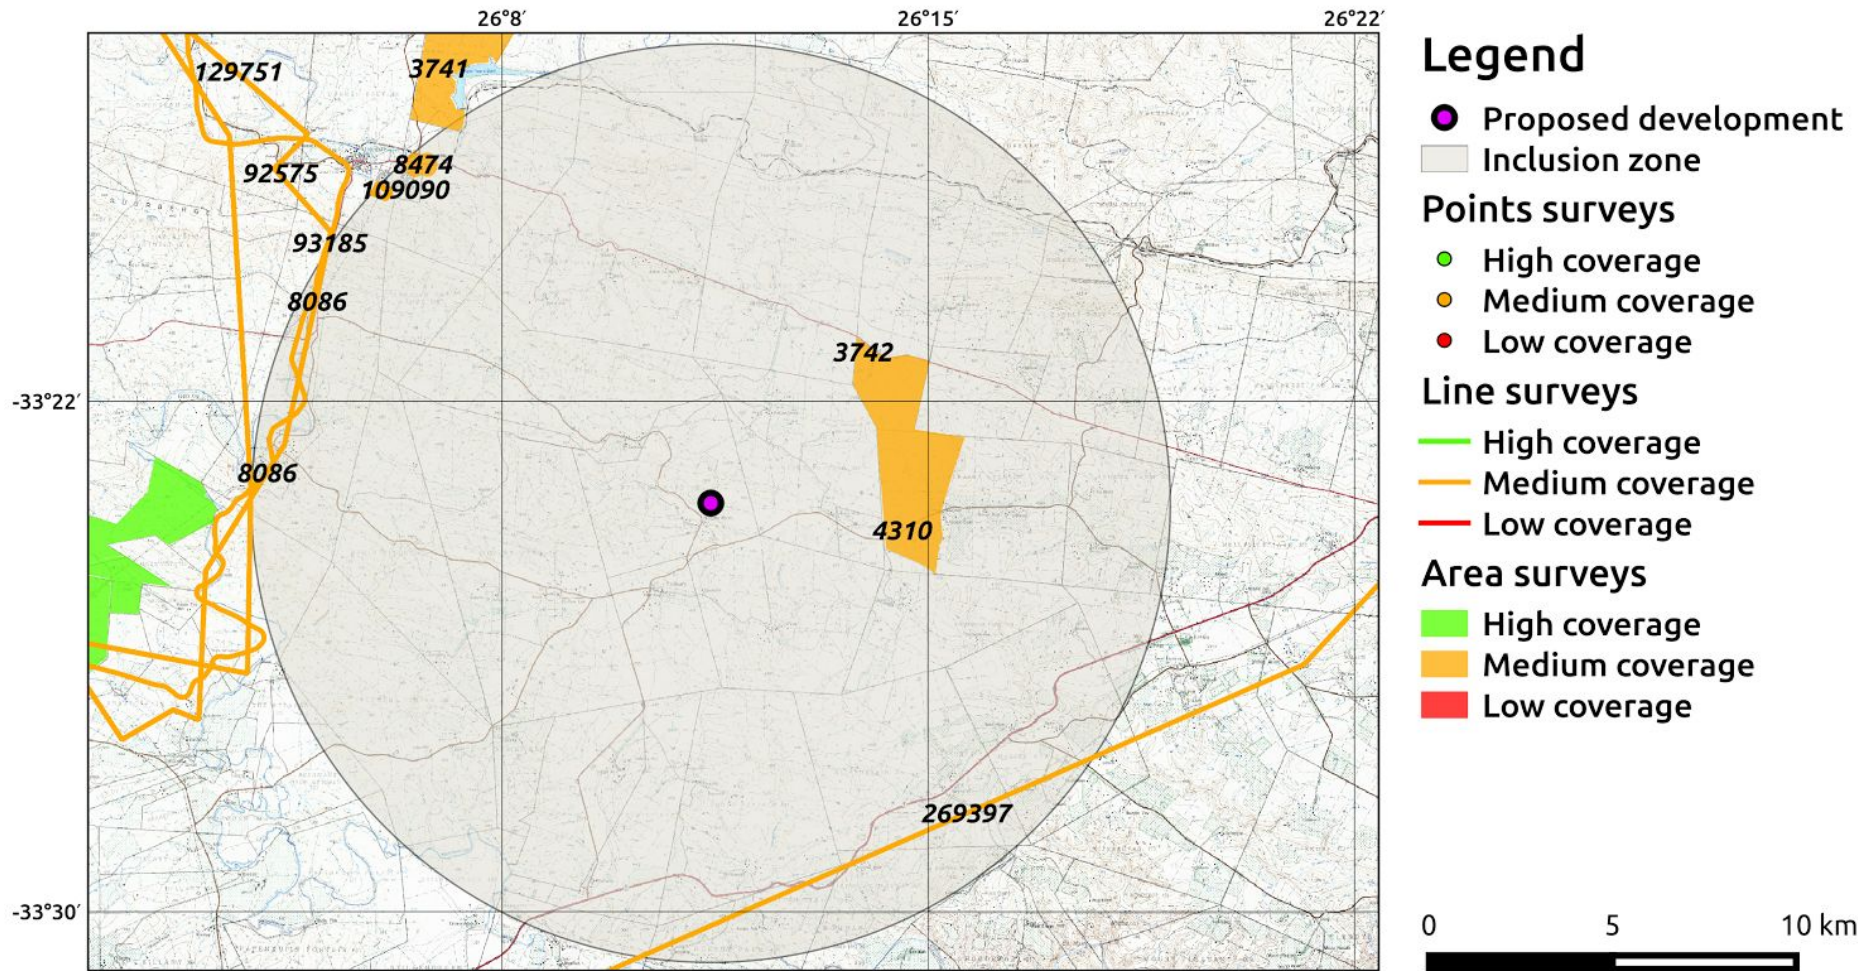 26°8′ 26°15′ 26°22′
129751
3741
92575
8474
109090
93185
8086
3742
-33°22′
8086
4310
269397
-33°30′
Legend
Proposed development
Inclusion zone
Points surveys
High coverage
Medium coverage
Low coverage
Line surveys
High coverage
Medium coverage
Low coverage
Area surveys
High coverage
Medium coverage
Low coverage
0 5 10 km